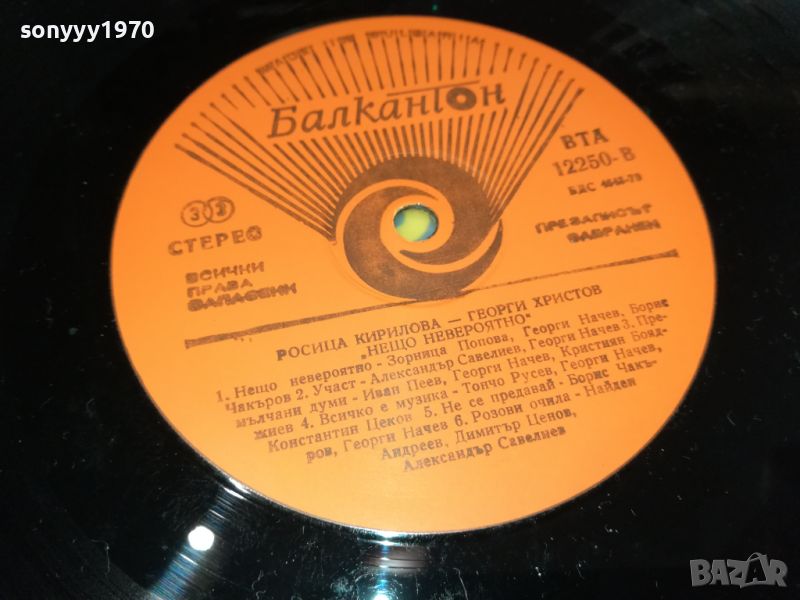 sonyyy1970
Балкантон
ВТА
12250-В
БДС
33
СТЕРЕО
ВСИЧКИ
ПРАВА
ЗАПАЗЕНИ
ПРЕЗАПИСЪТ
ЗАБРАНЕН
РОСИЦА КИРИЛОВА — ГЕОРГИ ХРИСТОВ
„НЕЩО НЕВЕРОЯТНО"
1. Нещо невероятно - Зорница Попова, Георги Начев, Борис
Чакъров 2. Участ - Александър Савелиев, Георги Начев 3. Пре-
мълчани думи - Иван Пеев, Георги Начев, Кристиян Бояд-
жиев 4. Всичко е музика - Тончо Русев, Георги Начев,
Константин Цеков 5. Не се предавай - Борис Чакъ-
ров, Георги Начев 6. Розови очила - Найден
Андреев, Димитър Ценов,
Александър Савелиев
BAZAR